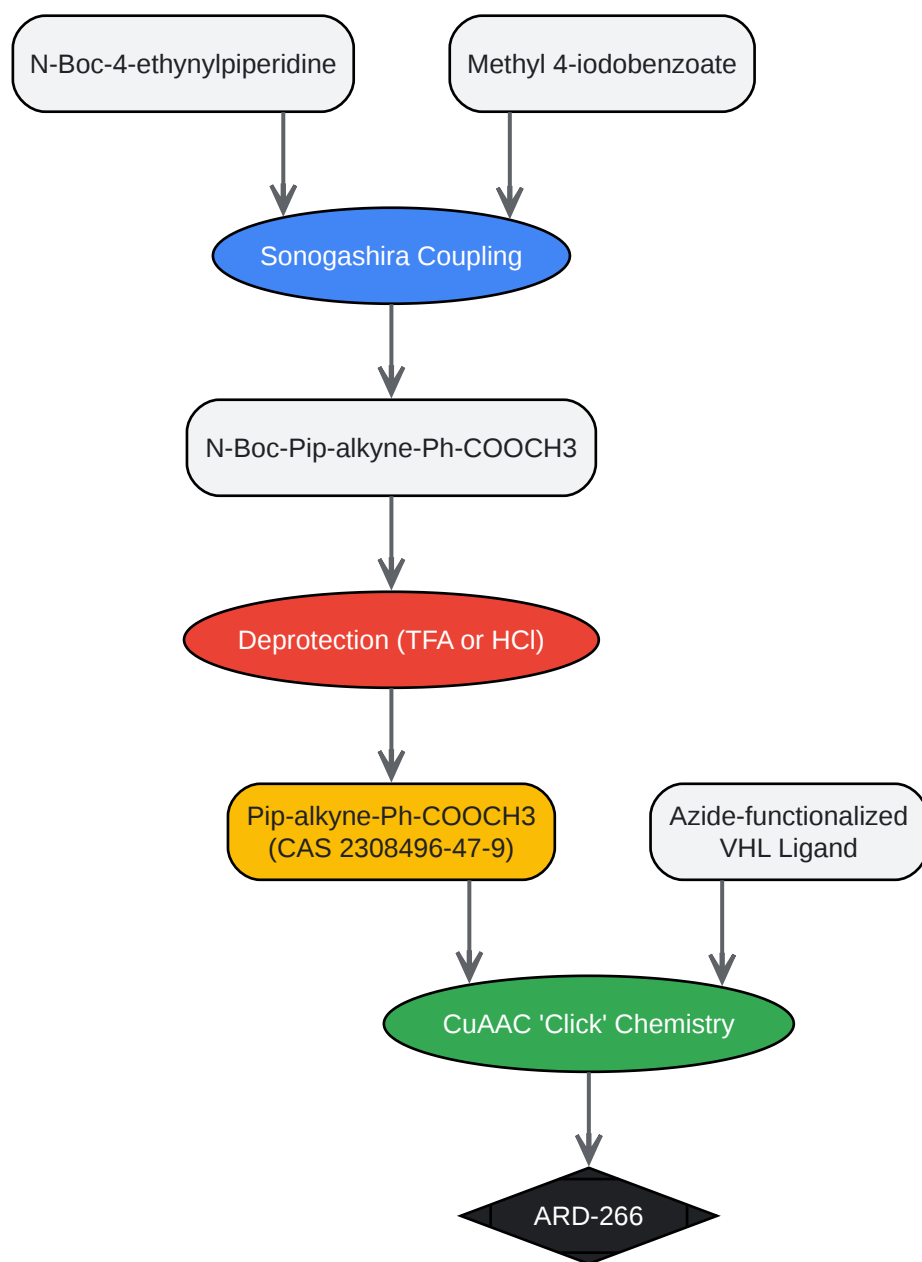 N-Boc-4-ethynylpiperidine
Methyl 4-iodobenzoate
Sonogashira Coupling
N-Boc-Pip-alkyne-Ph-COOCH3
Deprotection (TFA or HCl)
Pip-alkyne-Ph-COOCH3
(CAS 2308496-47-9)
Azide-functionalized
VHL Ligand
CuAAC 'Click' Chemistry
ARD-266